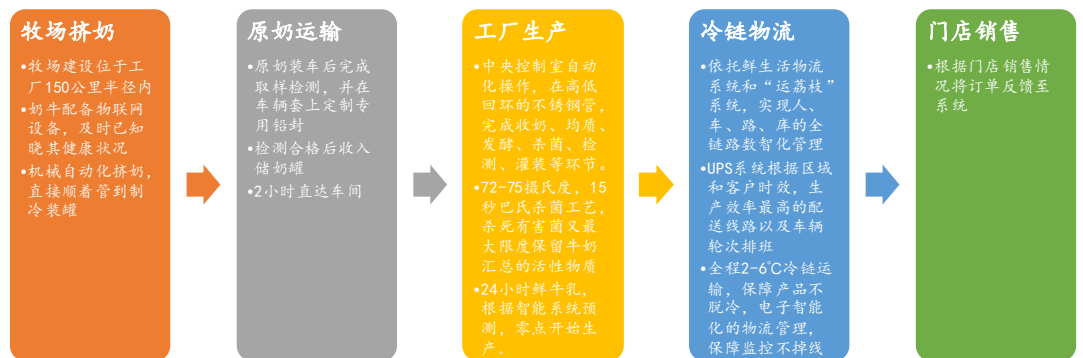 牧场挤奶
•牧场建设位于工
厂150公里半径内
•奶牛配备物联网
设备，及时已知
晓其健康状况
•机械自动化挤奶，
直接顺着管到制
冷装罐
原奶运输
•原奶装车后完成
取样检测，并在
车辆套上定制专
用铅封
•检测合格后收入
储奶罐
•2小时直达车间
工厂生产
•中央控制室自动
化操作，在高低
回环的不锈钢管，
完成收奶、均质、
发酵、杀菌、检
测、灌装等环节。
•72-75摄氏度，15
秒巴氏杀菌工艺，
杀死有害菌又最
大限度保留牛奶
汇总的活性物质
•24小时鲜牛乳，
根据智能系统预
测，零点开始生
产。
冷链物流
•依托鲜生活物流
系统和“运荔枝”
系统，实现人、
车、路、库的全
链路数智化管理
•UPS系统根据区域
和客户时效，生
产效率最高的配
送线路以及车辆
轮次排班
•全程2-6℃冷链运
输，保障产品不
脱冷，电子智能
化的物流管理，
保障监控不掉线
门店销售
•根据门店销售情
况将订单反馈至
系统